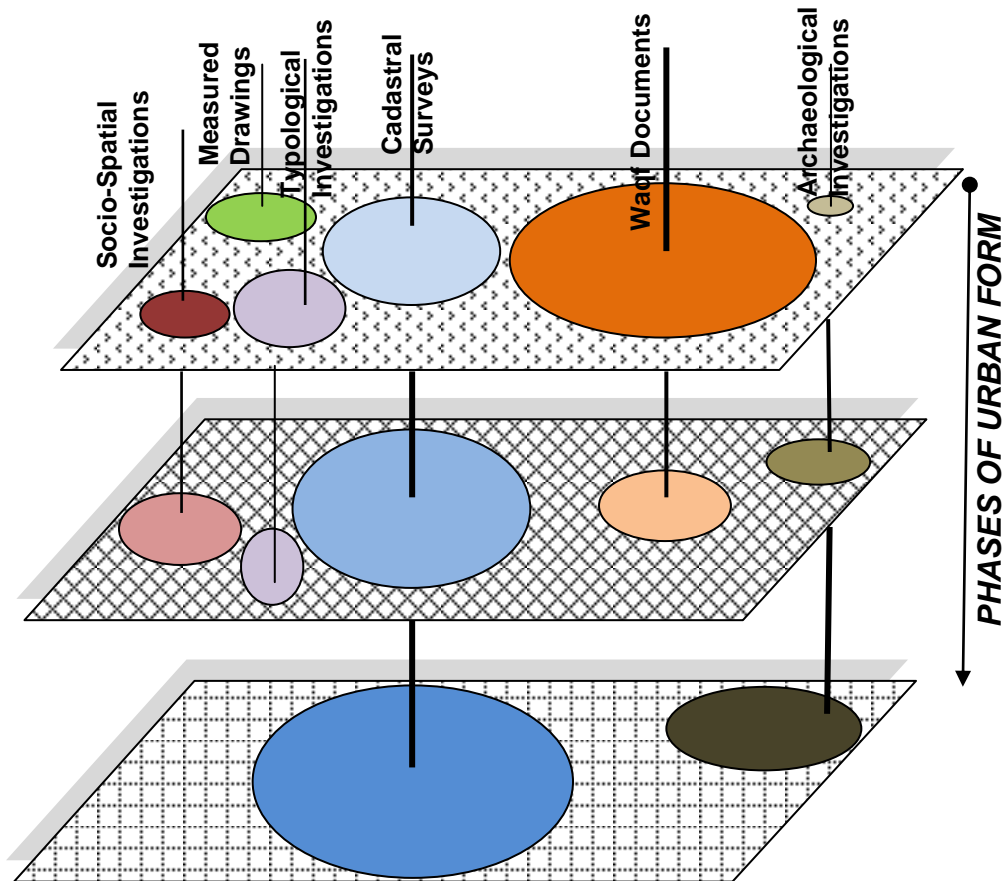 Socio-Spatial
Investigations
Measured
Drawings
Typological
Investigations
Cadastral
Surveys
Waqf Documents
Archaeological
Investigations
PHASES OF URBAN FORM